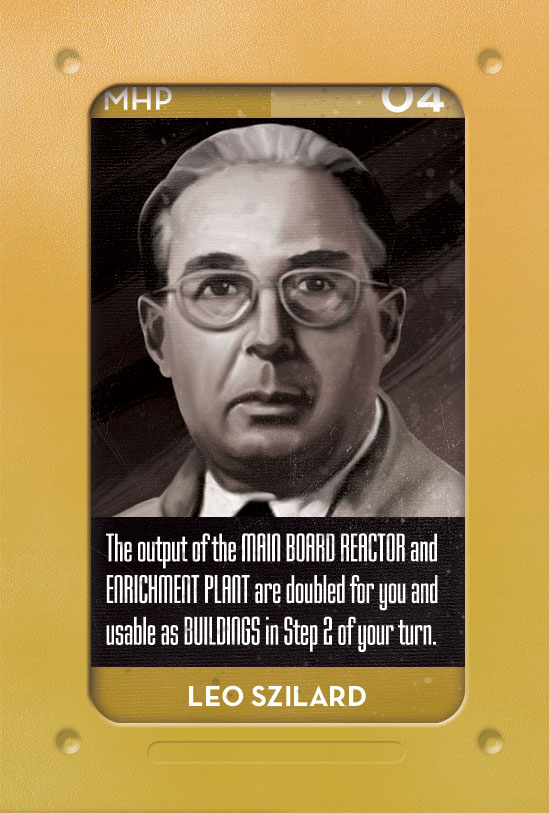 MHP 04
The output of the MAIN BOARD REACTOR and
ENRICHMENT PLANT are doubled for you and
usable as BUILDINGS in Step 2 of your turn.
LEO SZILARD